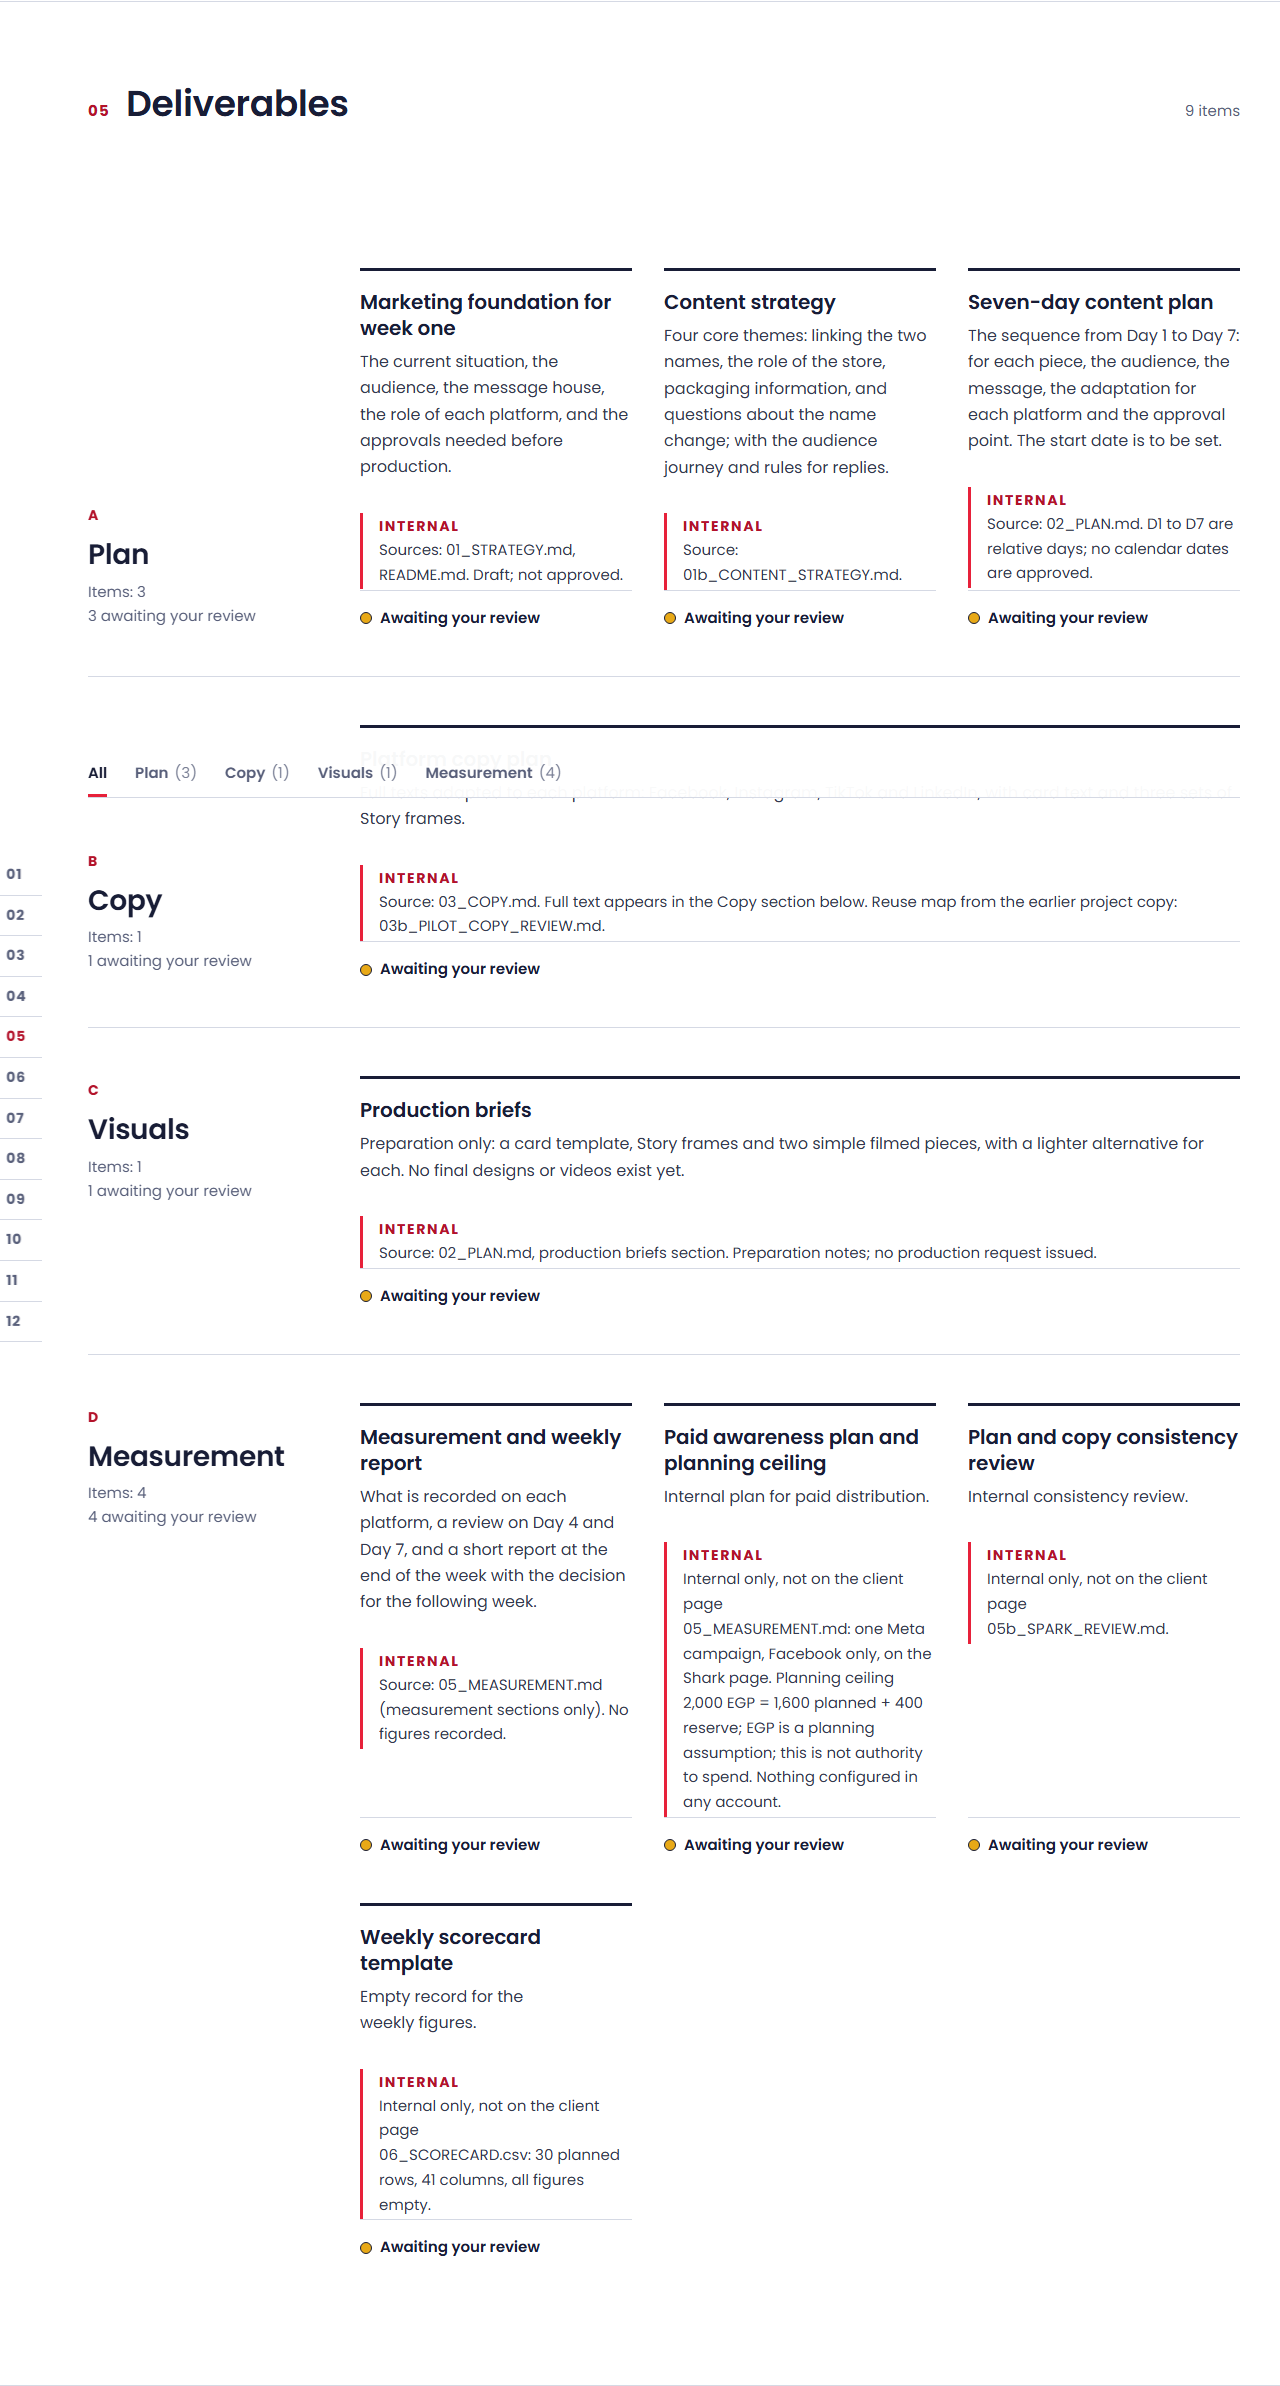 05 Deliverables
9 items
Marketing foundation for
week one
The current situation, the
audience, the message house,
the role of each platform, and the
approvals needed before
production.
INTERNAL
Sources: 01_STRATEGY.md,
README.md. Draft; not approved.
Awaiting your review
Content strategy
Four core themes: linking the two
names, the role of the store,
packaging information, and
questions about the name
change; with the audience
journey and rules for replies.
INTERNAL
Source:
01b_CONTENT_STRATEGY.md.
Awaiting your review
Seven-day content plan
The sequence from Day 1 to Day 7:
for each piece, the audience, the
message, the adaptation for
each platform and the approval
point. The start date is to be set.
INTERNAL
Source: 02_PLAN.md. D1 to D7 are
relative days; no calendar dates
are approved.
Awaiting your review
A
Plan
Items: 3
3 awaiting your review
Platform copy plan
All Plan (3) Copy (1) Visuals (1) Measurement (4)
Full texts adapted to each platform, Facebook, Instagram, TikTok and LinkedIn, with card text and three sets of
Story frames.
INTERNAL
Source: 03_COPY.md. Full text appears in the Copy section below. Reuse map from the earlier project copy:
03b_PILOT_COPY_REVIEW.md.
Awaiting your review
B
Copy
Items: 1
1 awaiting your review
01
02
03
04
05
06
07
08
09
10
11
12
C
Visuals
Items: 1
1 awaiting your review
Production briefs
Preparation only: a card template, Story frames and two simple filmed pieces, with a lighter alternative for
each. No final designs or videos exist yet.
INTERNAL
Source: 02_PLAN.md, production briefs section. Preparation notes; no production request issued.
Awaiting your review
D
Measurement
Items: 4
4 awaiting your review
Measurement and weekly
report
What is recorded on each
platform, a review on Day 4 and
Day 7, and a short report at the
end of the week with the decision
for the following week.
INTERNAL
Source: 05_MEASUREMENT.md
(measurement sections only). No
figures recorded.
Awaiting your review
Paid awareness plan and
planning ceiling
Internal plan for paid distribution.
INTERNAL
Internal only, not on the client
page
05_MEASUREMENT.md: one Meta
campaign, Facebook only, on the
Shark page. Planning ceiling
2,000 EGP = 1,600 planned + 400
reserve; EGP is a planning
assumption; this is not authority
to spend. Nothing configured in
any account.
Awaiting your review
Plan and copy consistency
review
Internal consistency review.
INTERNAL
Internal only, not on the client
page
05b_SPARK_REVIEW.md.
Awaiting your review
Weekly scorecard
template
Empty record for the
weekly figures.
INTERNAL
Internal only, not on the client
page
06_SCORECARD.csv: 30 planned
rows, 41 columns, all figures
empty.
Awaiting your review